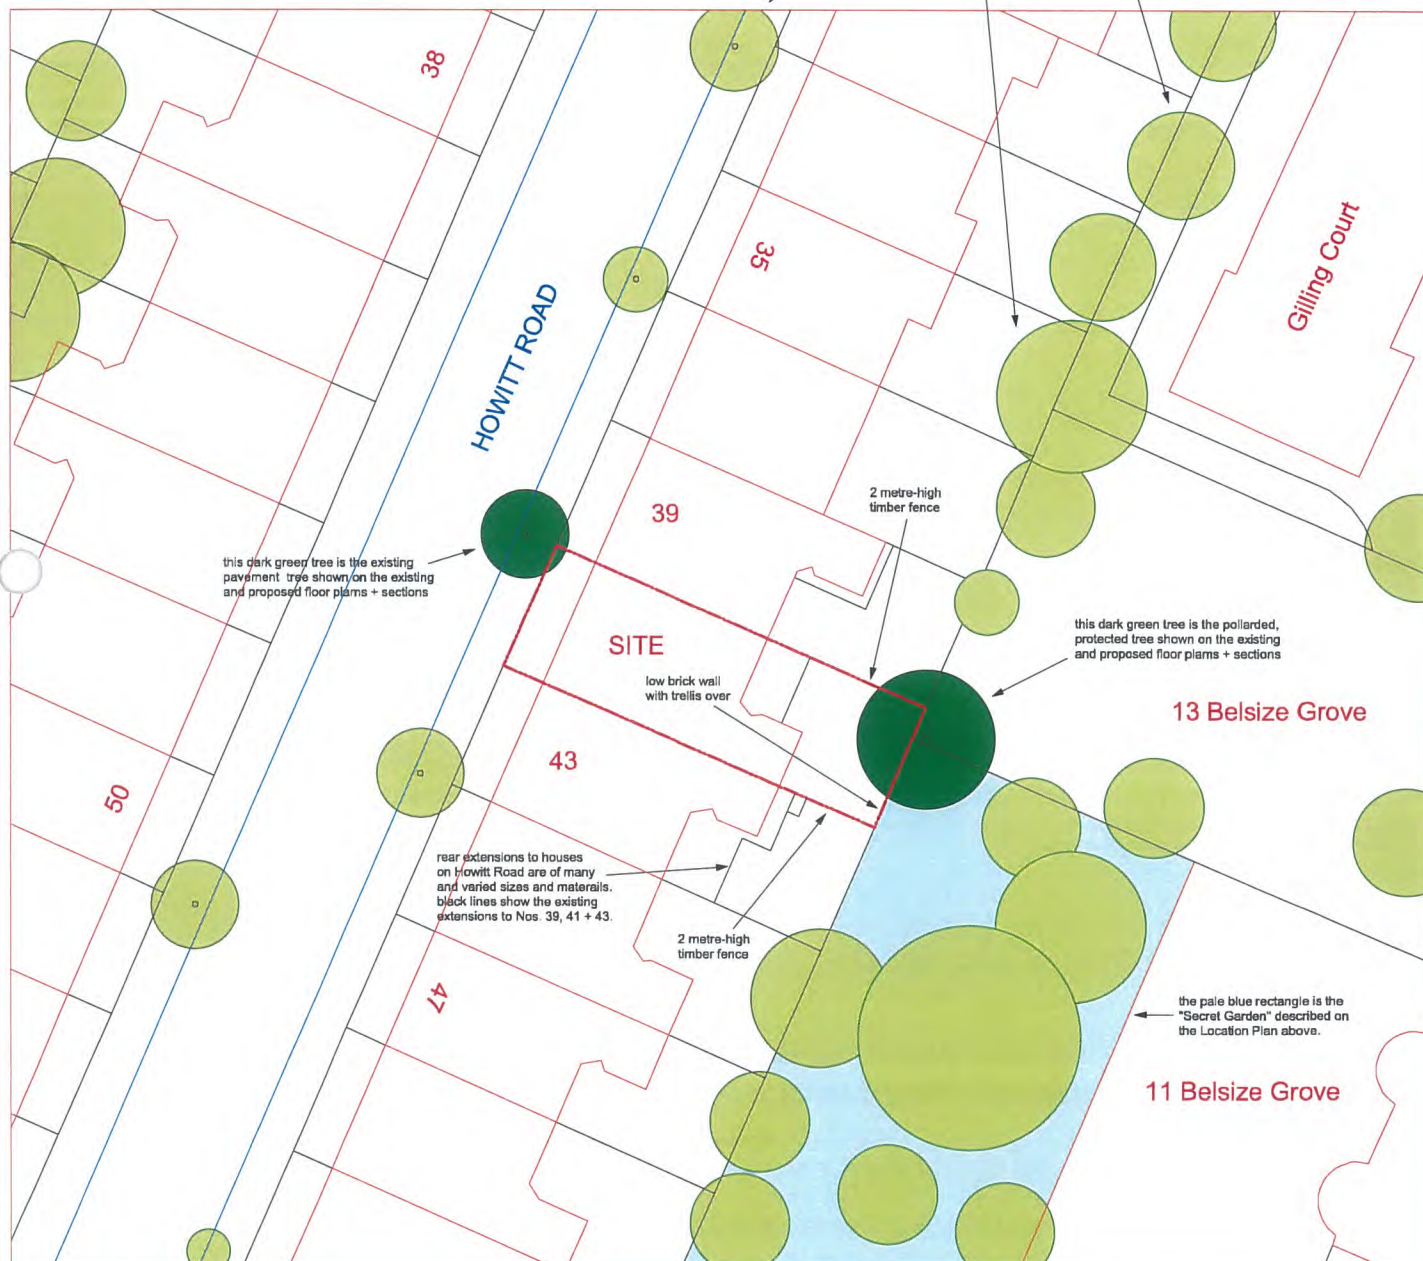 38
35
Gilling Court
HOWITT ROAD
39
2 metre-high
timber fence
this dark green tree is the existing
pavement tree shown on the existing
and proposed floor plams + sections
SITE
this dark green tree is the pollarded,
protected tree shown on the existing
and proposed floor plams + sections
low brick wall
with trellis over
13 Belsize Grove
43
50
rear extensions to houses
on Howitt Road are of many
and varied sizes and materails.
black lines show the existing
extensions to Nos. 39, 41 + 43.
2 metre-high
timber fence
47
the pale blue rectangle is the
"Secret Garden" described on
the Location Plan above.
11 Belsize Grove